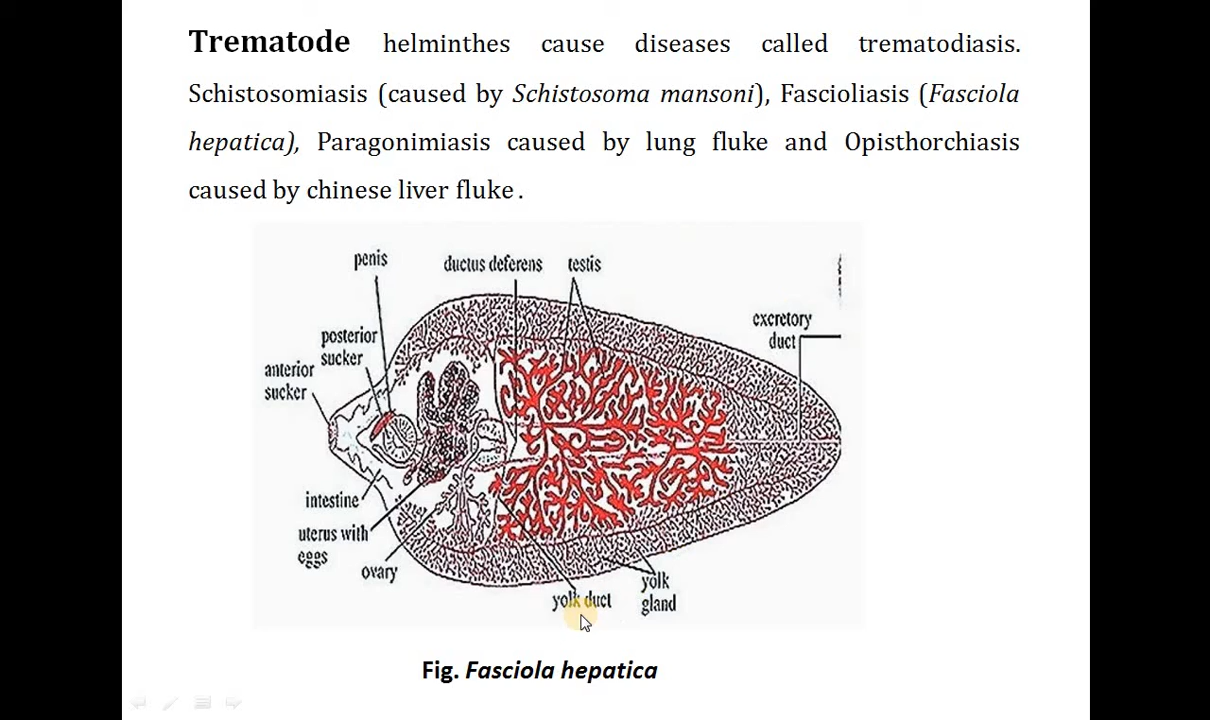 Trematode helminthes cause diseases called trematodiasis.
Schistosomiasis (caused by Schistosoma mansoni), Fascioliasis (Fasciola
hepatica), Paragonimiasis caused by lung fluke and Opisthorchiasis
caused by chinese liver fluke .
penis
ductus deferens
testis
excretory
duct
posterior
sucker
anterior
sucker
intestine
uterus with
eggs
ovary
yolk duct
yolk
gland
Fig. Fasciola hepatica